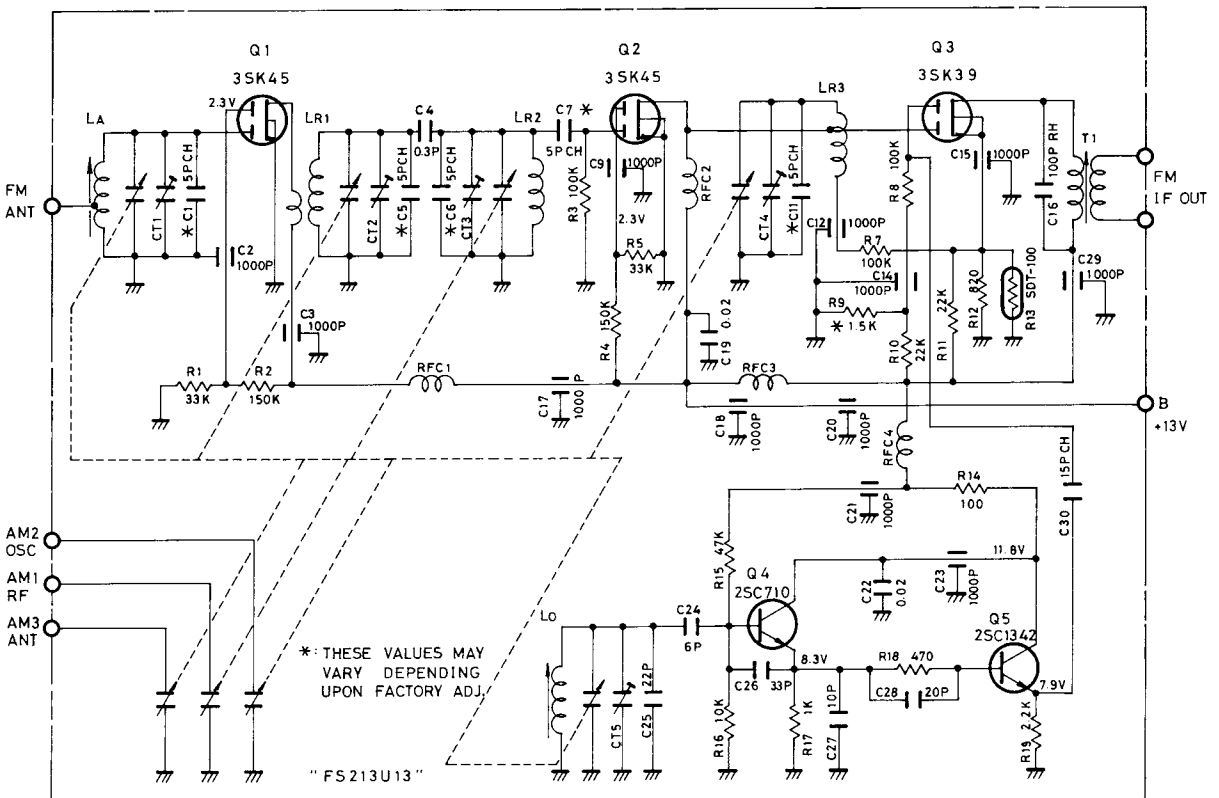 Q1
3SK45
2.3V
LA
FM
ANT
CT1
*C1
5PCH
C2
1000P
C3
1000P
R1
33K
R2
150K
RFC1
LR1
CT2
*C5
5PCH
C4
0.3P
*C6
5PCH
CT3
LR2
C7
*
5PCH
R3 100K
Q2
3SK45
C9
1000P
2.3V
R5
33K
R4 150K
C17
1000 P
RFC2
C19 0.02
RFC3
C18
1000P
C20
1000P
CT4
*C11
5PCH
LR3
C12
1000P
R7
100K
C14
1000P
R9
* 1.5K
R10
22K
Q3
3SK39
R8
100K
C15
1000P
R11
22K
R12
820
R13 SDT-100
C16
100P RH
T1
FM
IF OUT
C29
1000P
B
+13V
RFC4
C21
1000P
R14
100
C30
15PCH
11.8V
R15
47K
Q4
2SC710
C22
0.02
C23
1000P
Q5
2SC1342
7.9V
8.3V
R18 470
C28
20P
C24
6P
C26
33P
R16 10K
R17
1K
C27
10P
R19 2.2K
LO
CT5
C25
22P
AM2
OSC
AM1
RF
AM3
ANT
*: THESE VALUES MAY
VARY DEPENDING
UPON FACTORY ADJ.
"FS213U13"